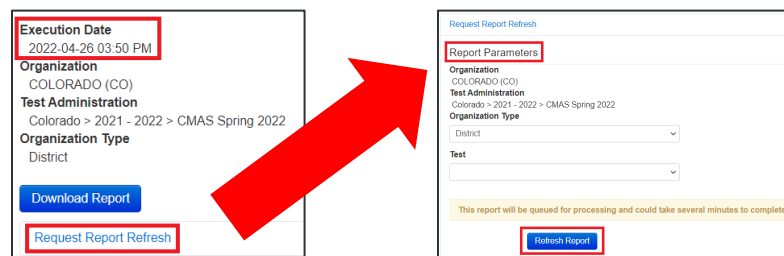 Execution Date
2022-04-26 03:50 PM
Organization
COLORADO (CO)
Test Administration
Colorado > 2021 - 2022 > CMAS Spring 2022
Organization Type
District
Download Report
Request Report Refresh
Request Report Refresh
Report Parameters
Organization
COLORADO (CO)
Test Administration
Colorado > 2021 - 2022 > CMAS Spring 2022
Organization Type
District
Test
This report will be queued for processing and could take several minutes to complete
Refresh Report